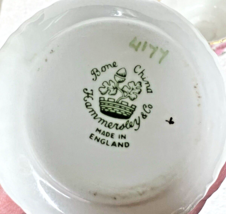 4177
Bone China
Hammersley & Co
MADE IN
ENGLAND